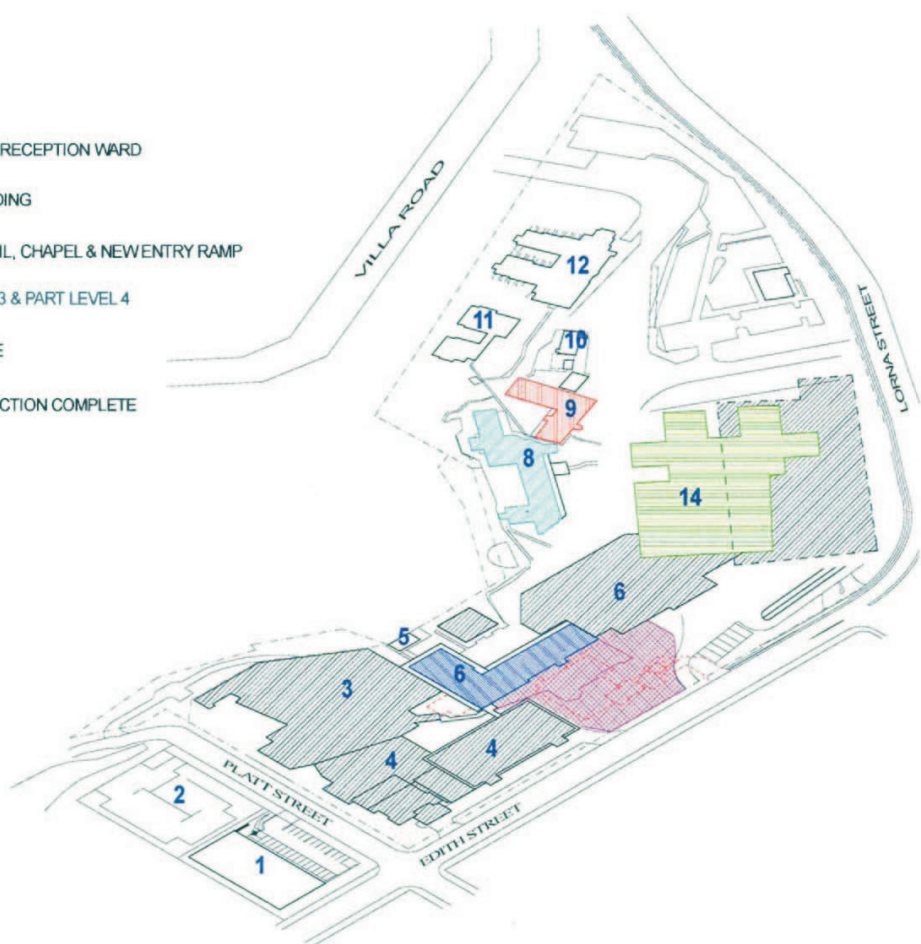 RECEPTION WARD
DING
IL, CHAPEL & NEW ENTRY RAMP
3 & PART LEVEL 4
E
CTION COMPLETE
VILLA ROAD
LORNA STREET
12
11
10
9
8
14
6
5
6
3
4
4
PLATT STREET
2
EDITH STREET
1